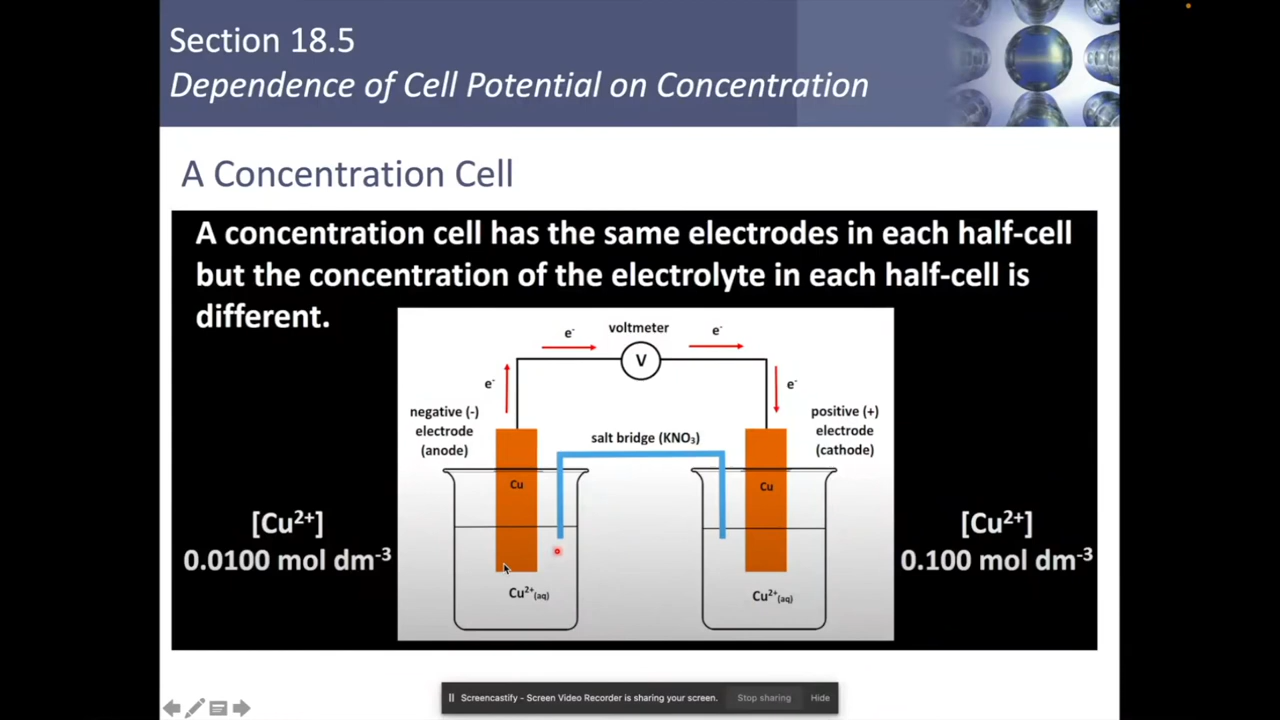 Section 18.5
Dependence of Cell Potential on Concentration
A Concentration Cell
A concentration cell has the same electrodes in each half-cell
but the concentration of the electrolyte in each half-cell is
different.
voltmeter
e⁻
e⁻
V
e⁻
e⁻
negative (-)
electrode
(anode)
positive (+)
electrode
(cathode)
salt bridge (KNO₃)
Cu
Cu
[Cu²⁺]
0.0100 mol dm⁻³
[Cu²⁺]
0.100 mol dm⁻³
Cu²⁺(aq)
Cu²⁺(aq)
Screencastify - Screen Video Recorder is sharing your screen.
Stop sharing
Hide